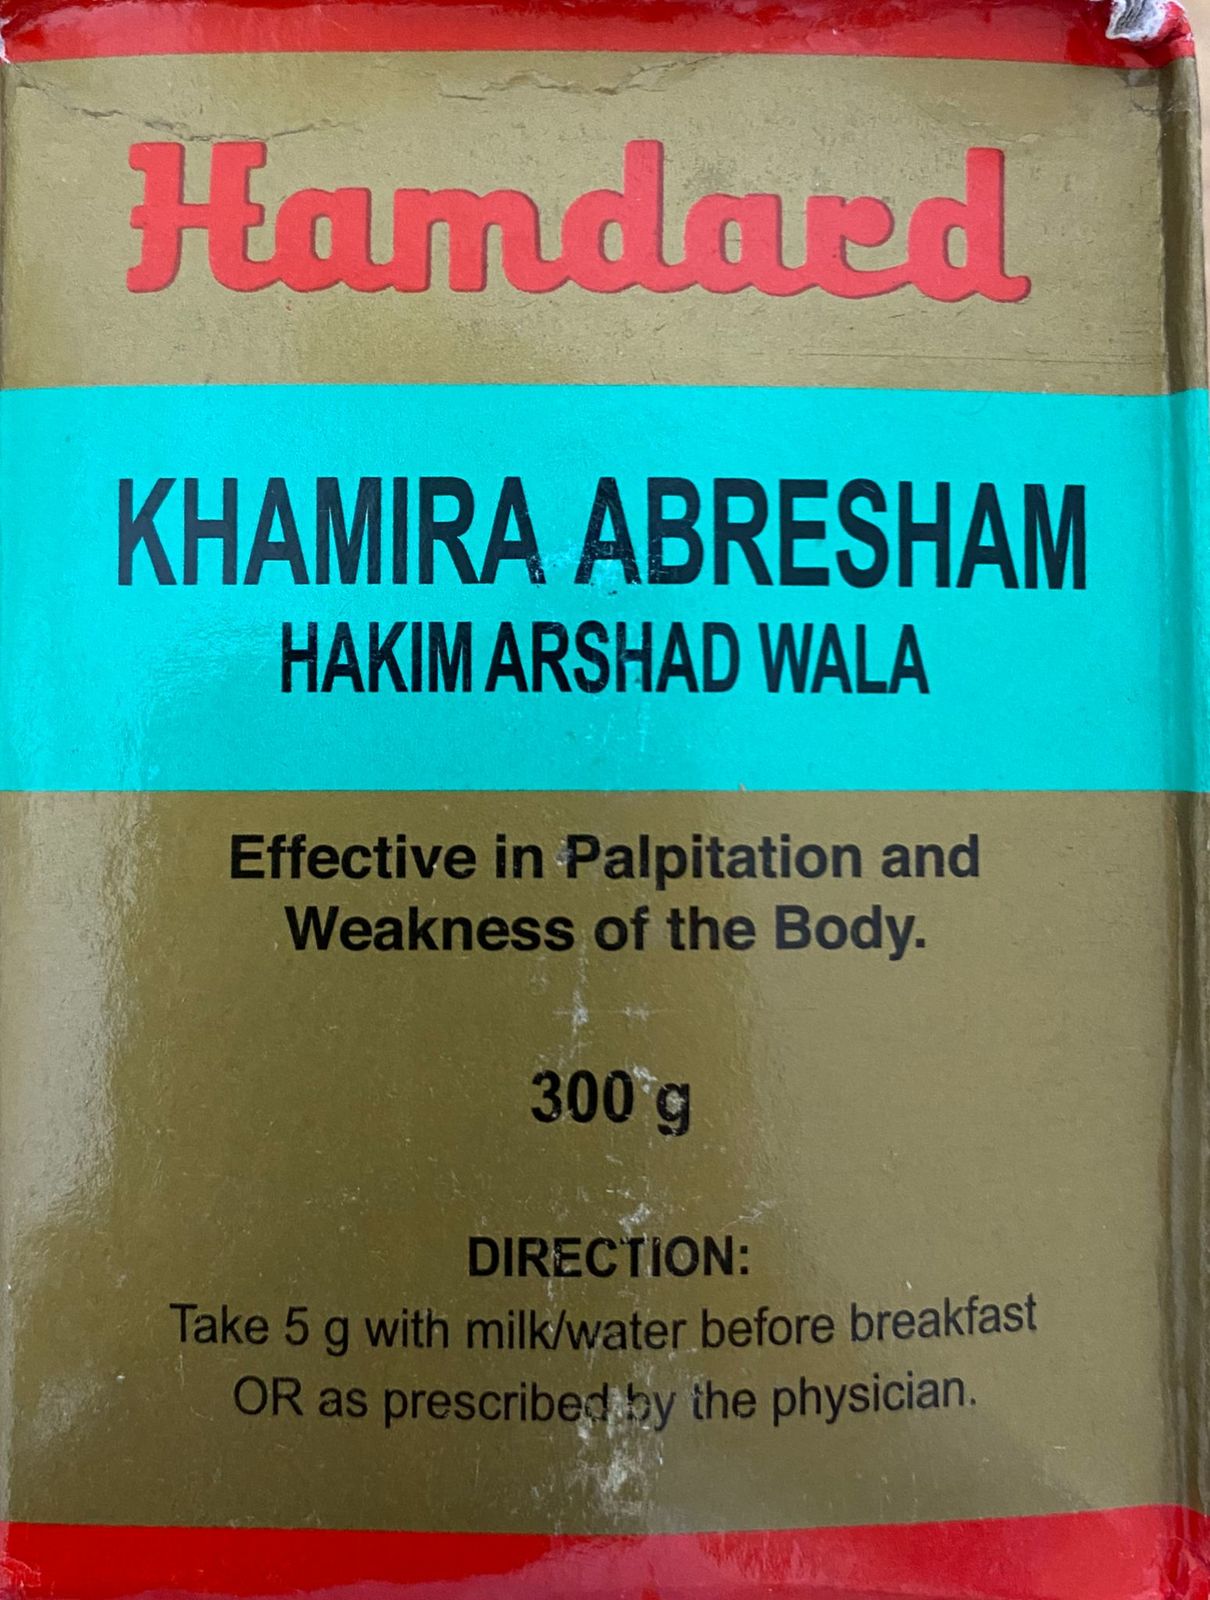 Hamdard
KHAMIRA ABRESHAM
HAKIM ARSHAD WALA
Effective in Palpitation and
Weakness of the Body.
300 g
DIRECTION:
Take 5 g with milk/water before breakfast
OR as prescribed by the physician.